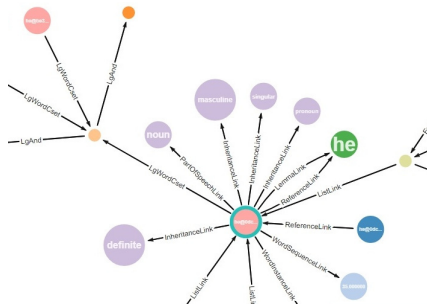 LgWordCset
LgAnd
LgWordCset
LgAnd
masculine
singular
pronoun
noun
he
InheritanceLink
InheritanceLink
InheritanceLink
PartOfSpeechLink
LemmaLink
ReferenceLink
LgWordCset
ListLink
definite
InheritanceLink
ReferenceLink
WordSequenceLink
ListLink
WordInstanceLink